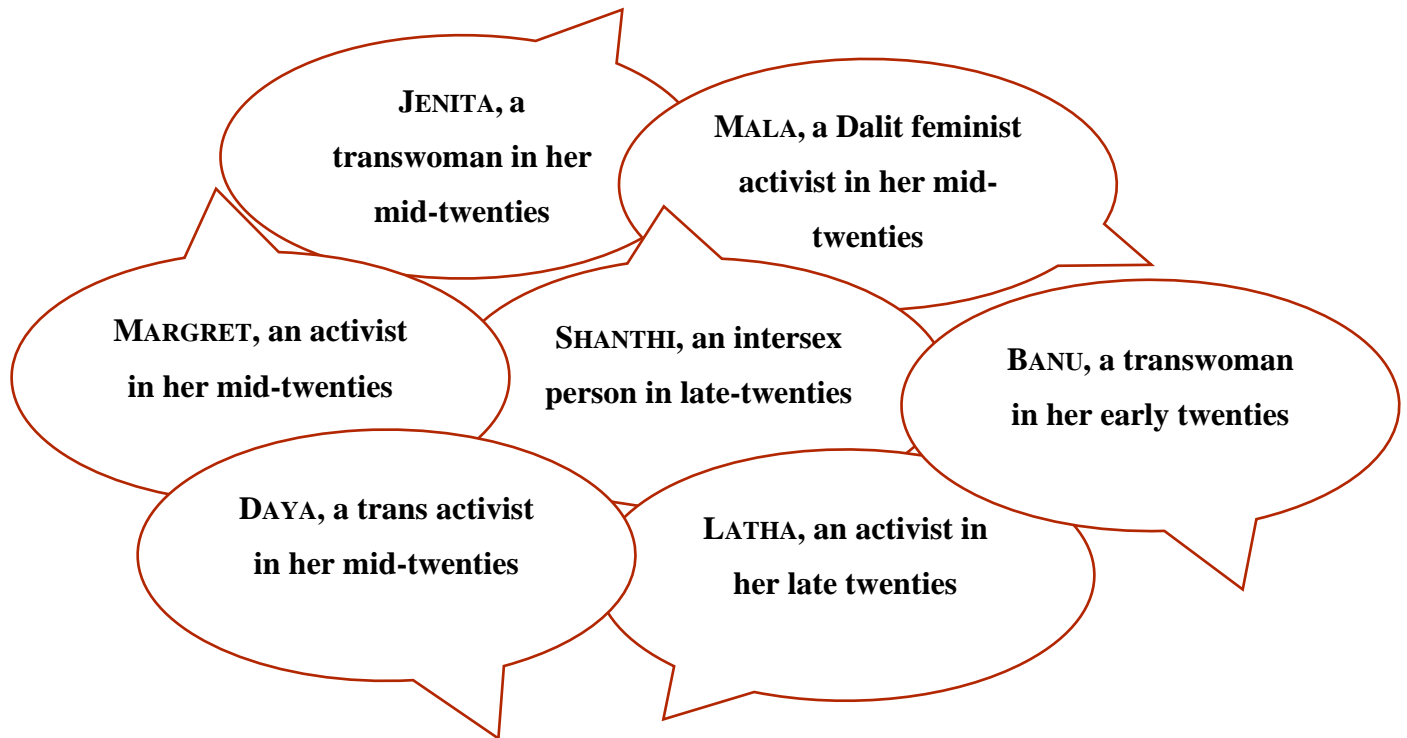 JENITA, a
transwoman in her
mid-twenties
MALA, a Dalit feminist
activist in her mid-
twenties
MARGRET, an activist
in her mid-twenties
SHANTHI, an intersex
person in late-twenties
BANU, a transwoman
in her early twenties
DAYA, a trans activist
in her mid-twenties
LATHA, an activist in
her late twenties